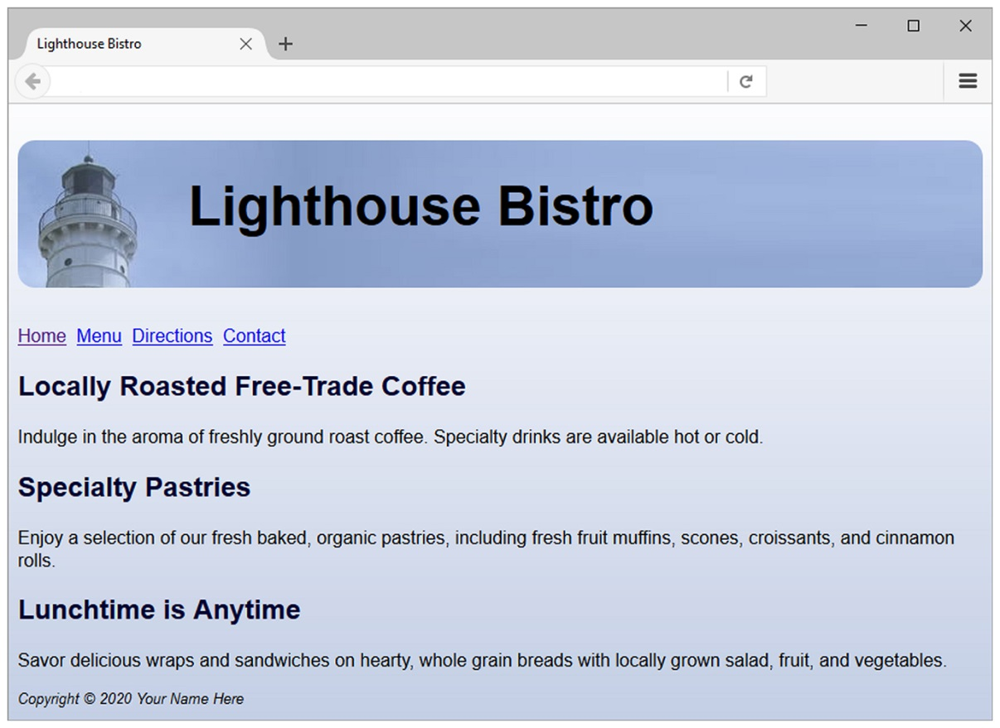 Lighthouse Bistro
Lighthouse Bistro
Home Menu Directions Contact
Locally Roasted Free-Trade Coffee
Indulge in the aroma of freshly ground roast coffee. Specialty drinks are available hot or cold.
Specialty Pastries
Enjoy a selection of our fresh baked, organic pastries, including fresh fruit muffins, scones, croissants, and cinnamon
rolls.
Lunchtime is Anytime
Savor delicious wraps and sandwiches on hearty, whole grain breads with locally grown salad, fruit, and vegetables.
Copyright © 2020 Your Name Here